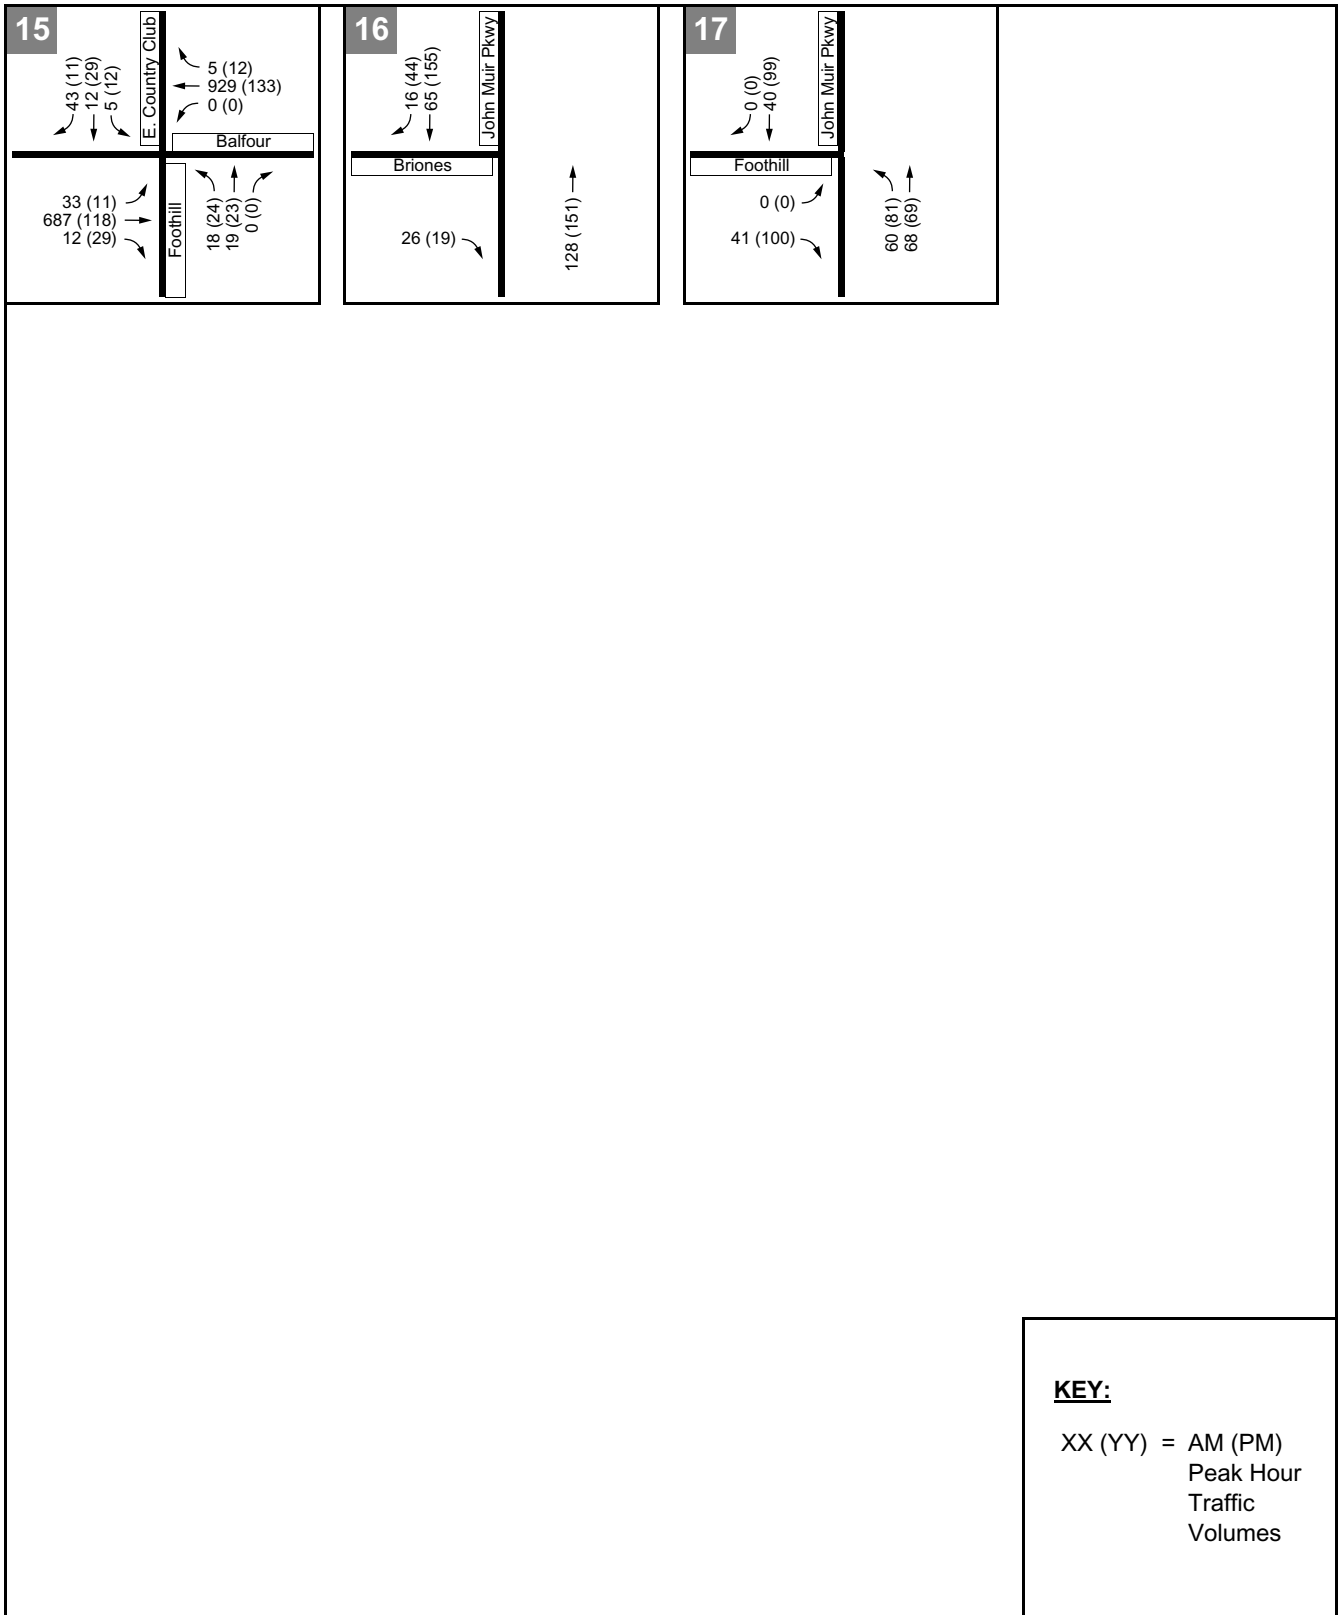 15
E. Country Club
43 (11)
12 (29)
5 (12)
5 (12)
929 (133)
0 (0)
Balfour
33 (11)
687 (118)
12 (29)
Foothill
18 (24)
19 (23)
0 (0)
16
John Muir Pkwy
16 (44)
65 (155)
Briones
26 (19)
128 (151)
17
John Muir Pkwy
0 (0)
40 (99)
Foothill
0 (0)
41 (100)
60 (81)
68 (69)
KEY:
XX (YY) = AM (PM)
Peak Hour
Traffic
Volumes